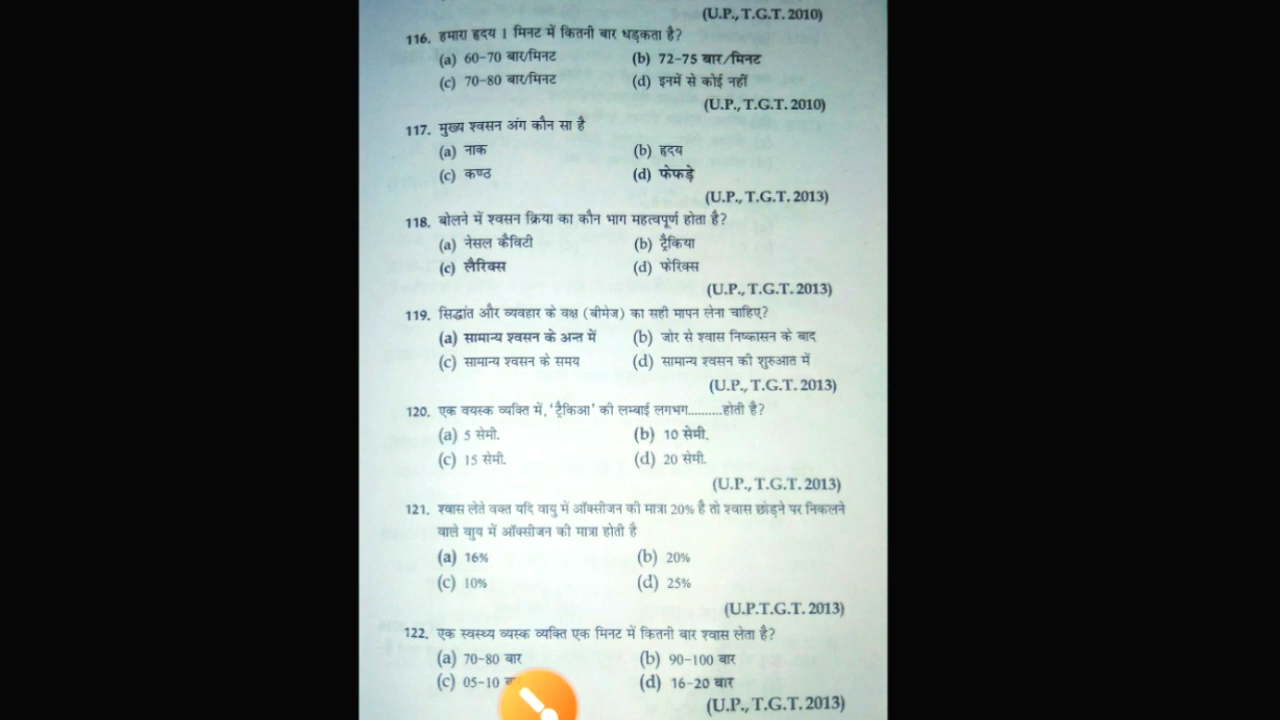 (U.P., T.G.T. 2010)
116. हमारा हृदय 1 मिनट में कितनी बार धड़कता है?
(a) 60-70 बार/मिनट (b) 72-75 बार/मिनट
(c) 70-80 बार/मिनट (d) इनमें से कोई नहीं
(U.P., T.G.T. 2010)
117. मुख्य श्वसन अंग कौन सा है
(a) नाक (b) हृदय
(c) कण्ठ (d) फेफड़े
(U.P., T.G.T. 2013)
118. बोलने में श्वसन क्रिया का कौन भाग महत्वपूर्ण होता है?
(a) नेसल कैविटी (b) ट्रैकिया
(c) लैरिक्स (d) फेरिक्स
(U.P., T.G.T. 2013)
119. सिद्धांत और व्यवहार के वक्ष (बीमेज) का सही मापन लेना चाहिए?
(a) सामान्य श्वसन के अन्त में (b) जोर से श्वास निष्कासन के बाद
(c) सामान्य श्वसन के समय (d) सामान्य श्वसन की शुरुआत में
(U.P., T.G.T. 2013)
120. एक वयस्क व्यक्ति में, 'ट्रैकिआ' की लम्बाई लगभग..........होती है?
(a) 5 सेमी. (b) 10 सेमी.
(c) 15 सेमी. (d) 20 सेमी.
(U.P., T.G.T. 2013)
121. श्वास लेते वक्त यदि वायु में ऑक्सीजन की मात्रा 20% है तो श्वास छोड़ने पर निकलने
वाले वाुय में ऑक्सीजन की मात्रा होती है
(a) 16% (b) 20%
(c) 10% (d) 25%
(U.P.T.G.T. 2013)
122. एक स्वस्थ्य व्यस्क व्यक्ति एक मिनट में कितनी बार श्वास लेता है?
(a) 70-80 बार (b) 90-100 बार
(c) 05-10 (d) 16-20 बार
(U.P., T.G.T. 2013)